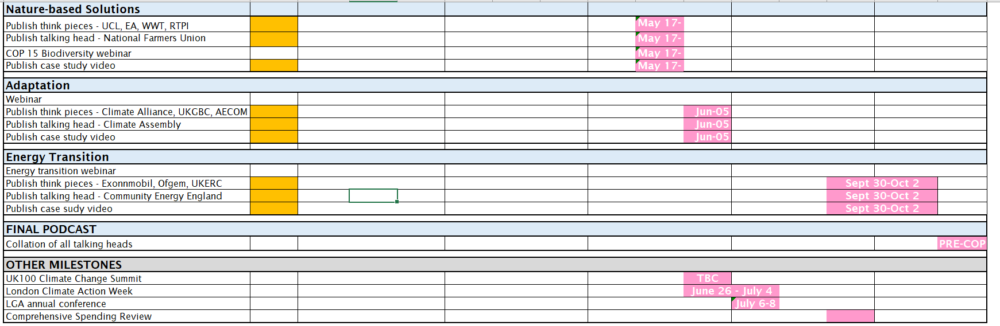 Nature-based Solutions
Publish think pieces - UCL, EA, WWT, RTPI May 17-
Publish talking head - National Farmers Union May 17-
COP 15 Biodiversity webinar May 17-
Publish case study video May 17-
Adaptation
Webinar
Publish think pieces - Climate Alliance, UKGBC, AECOM Jun-05
Publish talking head - Climate Assembly Jun-05
Publish case study video Jun-05
Energy Transition
Energy transition webinar
Publish think pieces - Exonnmobil, Ofgem, UKERC Sept 30-Oct 2
Publish talking head - Community Energy England Sept 30-Oct 2
Publish case sudy video Sept 30-Oct 2
FINAL PODCAST
Collation of all talking heads PRE-COP
OTHER MILESTONES
UK100 Climate Change Summit TBC
London Climate Action Week June 26 - July 4
LGA annual conference July 6-8
Comprehensive Spending Review